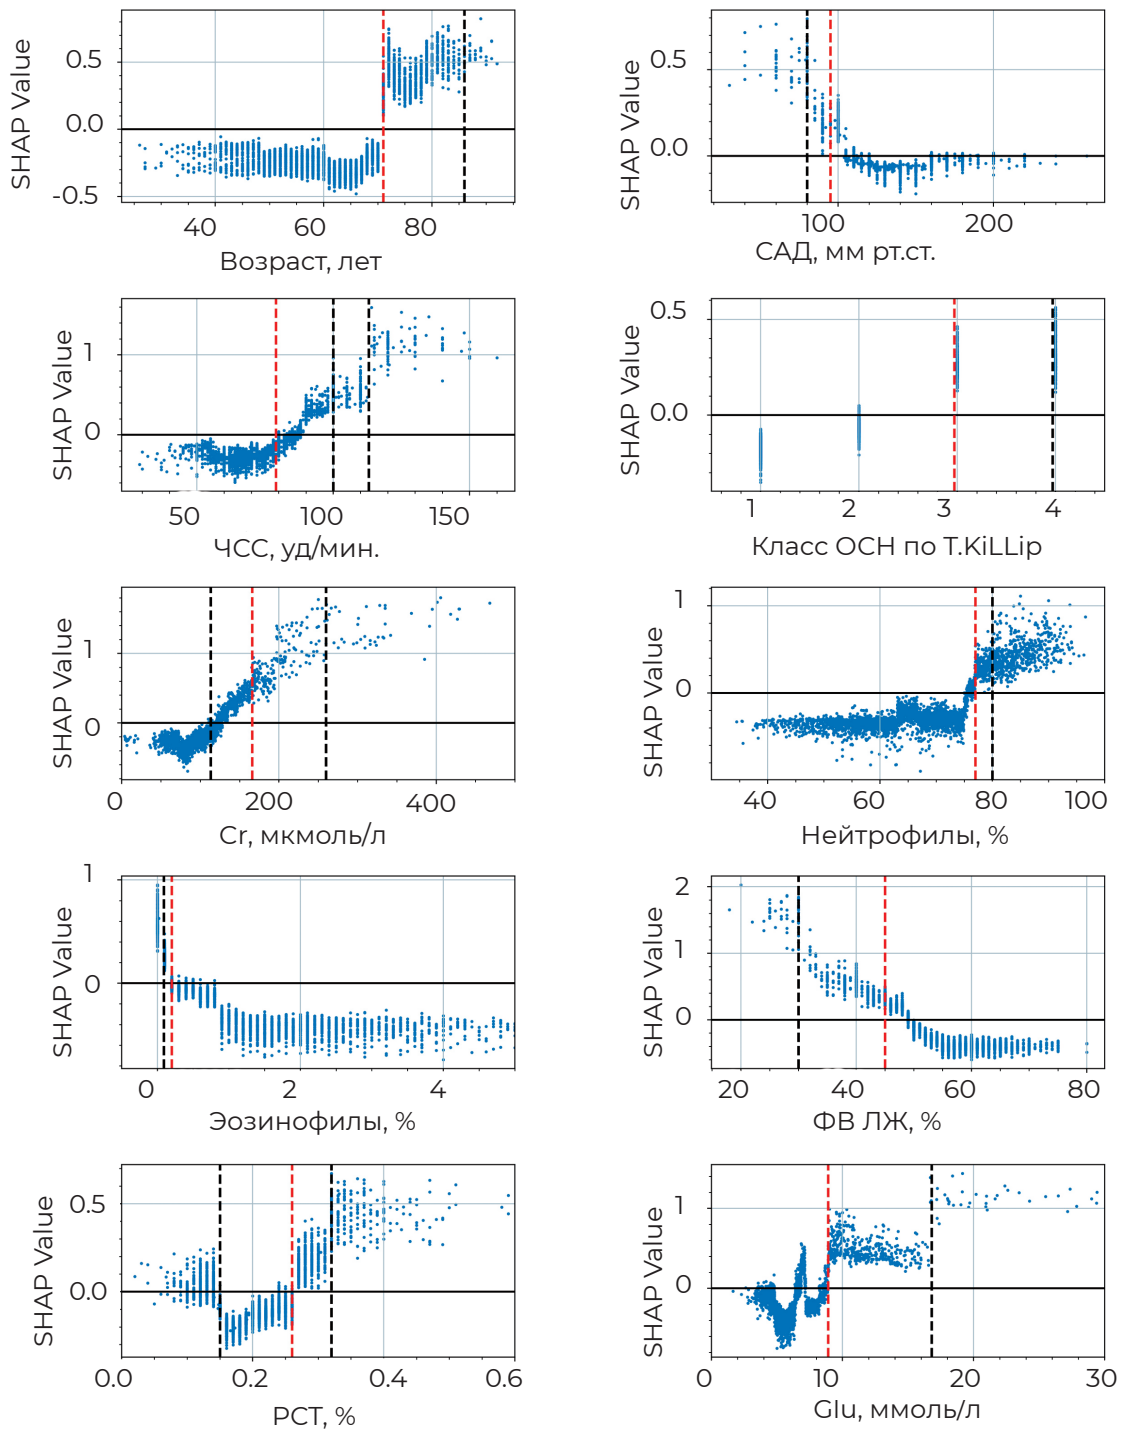 SHAP Value
0.5
0.0
-0.5
40 60 80
Возраст, лет
SHAP Value
0.5
0.0
100 200
САД, мм рт.ст.
SHAP Value
1
0
50 100 150
ЧСС, уд/мин.
SHAP Value
0.5
0.0
1 2 3 4
Класс ОСН по T.KiLLip
SHAP Value
1
0
0 200 400
Cr, мкмоль/л
SHAP Value
1
0
40 60 80 100
Нейтрофилы, %
SHAP Value
1
0
0 2 4
Эозинофилы, %
SHAP Value
2
1
0
20 40 60 80
ФВ ЛЖ, %
SHAP Value
0.5
0.0
0.0 0.2 0.4 0.6
PCT, %
SHAP Value
1
0
0 10 20 30
Glu, ммоль/л